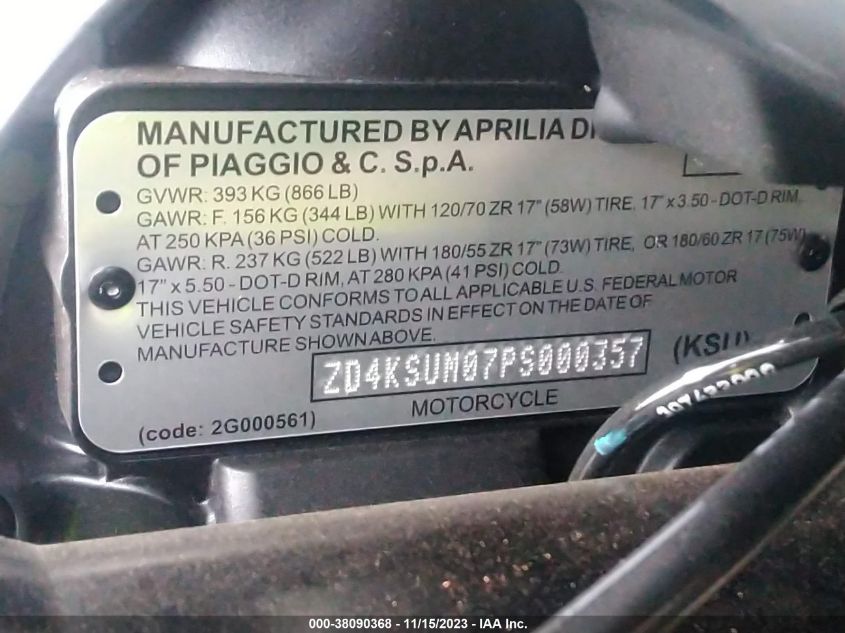 MANUFACTURED BY APRILIA DI
OF PIAGGIO & C. S.p.A.
GVWR: 393 KG (866 LB)
GAWR: F. 156 KG (344 LB) WITH 120/70 ZR 17" (58W) TIRE, 17" x 3.50 - DOT-D RIM,
AT 250 KPA (36 PSI) COLD.
GAWR: R. 237 KG (522 LB) WITH 180/55 ZR 17" (73W) TIRE, OR 180/60 ZR 17 (75W)
17" x 5.50 - DOT-D RIM, AT 280 KPA (41 PSI) COLD.
THIS VEHICLE CONFORMS TO ALL APPLICABLE U.S. FEDERAL MOTOR
VEHICLE SAFETY STANDARDS IN EFFECT ON THE DATE OF
MANUFACTURE SHOWN ABOVE.
ZD4KSUM07PS000357 (KSU)
MOTORCYCLE
(code: 2G000561)
000-38090368 - 11/15/2023 - IAA Inc.